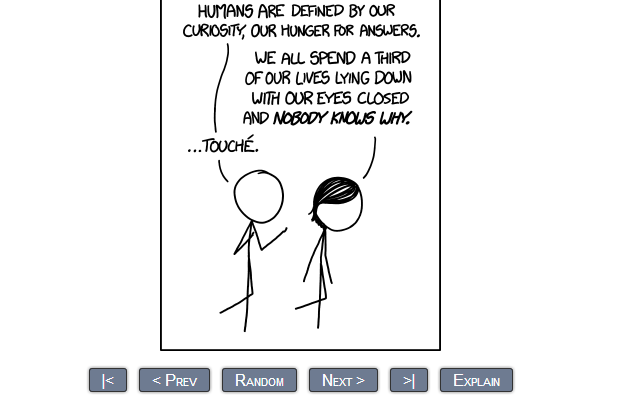 HUMANS ARE DEFINED BY OUR
CURIOSITY, OUR HUNGER FOR ANSWERS.
WE ALL SPEND A THIRD
OF OUR LIVES LYING DOWN
WITH OUR EYES CLOSED
AND NOBODY KNOWS WHY.
...TOUCHÉ.
|< < PREV RANDOM NEXT > >| EXPLAIN